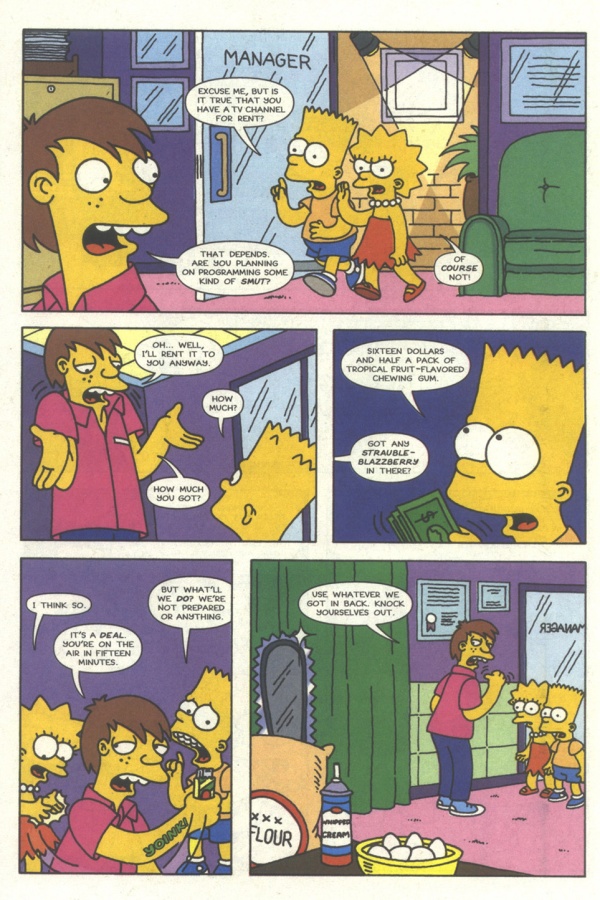 MANAGER
EXCUSE ME, BUT IS
IT TRUE THAT YOU
HAVE A TV CHANNEL
FOR RENT?
THAT DEPENDS.
ARE YOU PLANNING
ON PROGRAMMING SOME
KIND OF SMUT?
OF
COURSE
NOT!
OH... WELL,
I'LL RENT IT TO
YOU ANYWAY.
HOW
MUCH?
HOW MUCH
YOU GOT?
SIXTEEN DOLLARS
AND HALF A PACK OF
TROPICAL FRUIT-FLAVORED
CHEWING GUM.
GOT ANY
STRAUBLE-
BLAZZBERRY
IN THERE?
$
I THINK SO.
IT'S A DEAL.
YOU'RE ON THE
AIR IN FIFTEEN
MINUTES.
BUT WHAT'LL
WE DO? WE'RE
NOT PREPARED
OR ANYTHING.
YOINK!
USE WHATEVER WE
GOT IN BACK. KNOCK
YOURSELVES OUT.
MANAGER
XXX
FLOUR
WHIPPED
CREAM